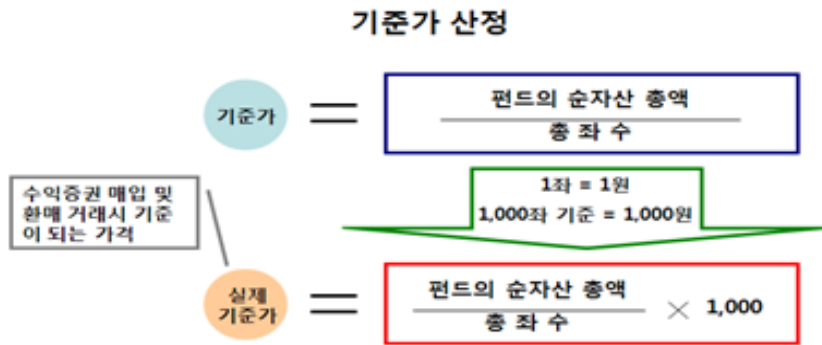 기준가 산정
기준가
펀드의 순자산 총액
총 좌 수
1좌 = 1원
1,000좌 기준 = 1,000원
수익증권 매입 및
환매 거래시 기준
이 되는 가격
실제
기준가
펀드의 순자산 총액
총 좌 수
× 1,000